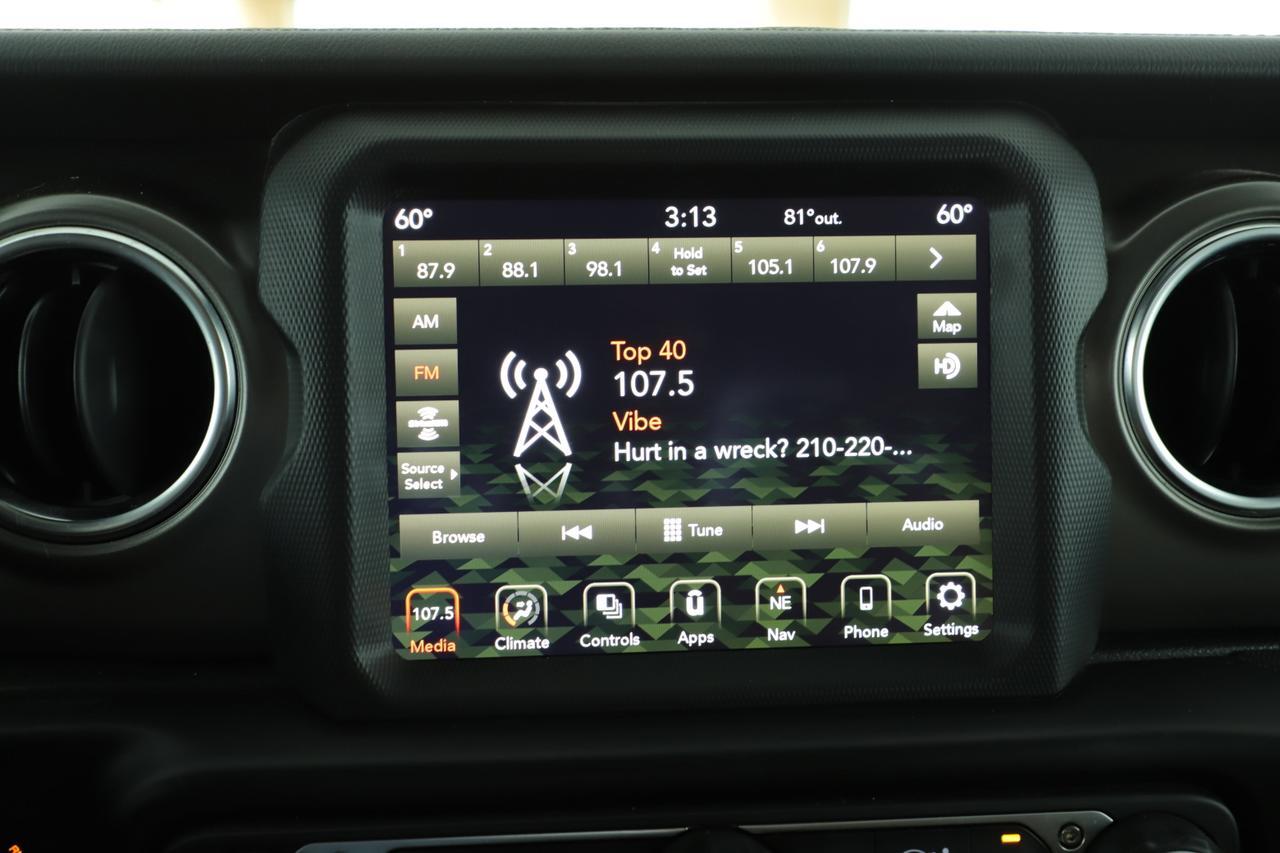 60° 3:13 81°out. 60°
1 87.9 2 88.1 3 98.1 4 Hold to Set 5 105.1 6 107.9
AM
FM
Source
Select
Top 40
107.5
Vibe
Hurt in a wreck? 210-220-...
Map
HD
Browse Tune Audio
107.5 NE
Media Climate Controls Apps Nav Phone Settings